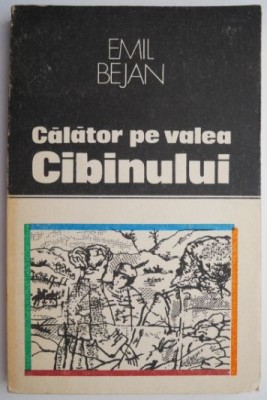 EMIL
BEJAN
Călător pe valea
Cibinului